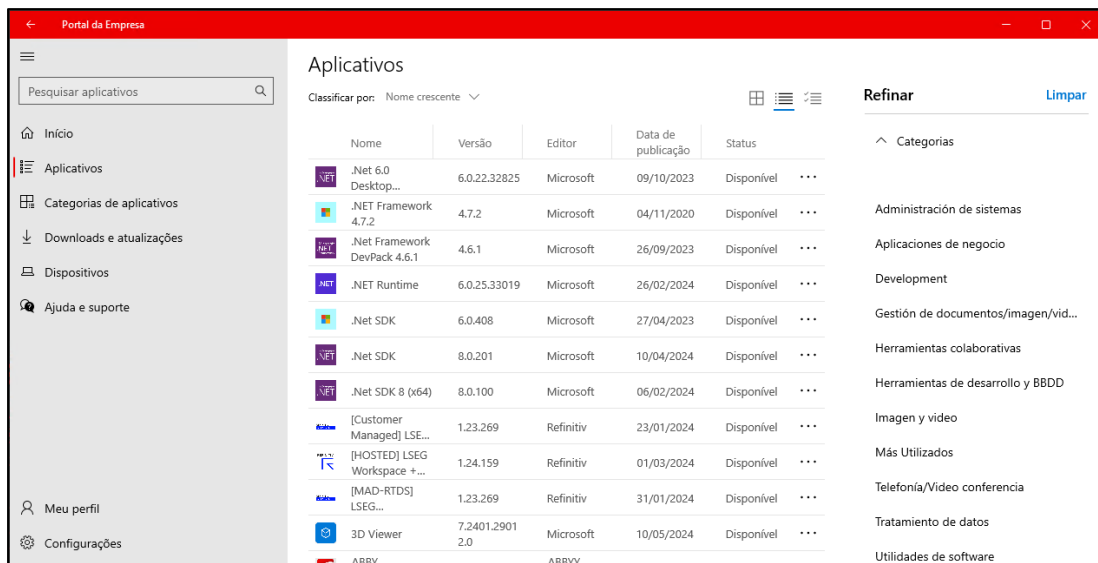 Portal da Empresa
Pesquisar aplicativos
Início
Aplicativos
Categorias de aplicativos
Downloads e atualizações
Dispositivos
Ajuda e suporte
Meu perfil
Configurações
Aplicativos
Classificar por: Nome crescente
Nome Versão Editor Data de publicação Status
.Net 6.0 Desktop... 6.0.22.32825 Microsoft 09/10/2023 Disponível
.NET Framework 4.7.2 4.7.2 Microsoft 04/11/2020 Disponível
.Net Framework DevPack 4.6.1 4.6.1 Microsoft 26/09/2023 Disponível
.NET Runtime 6.0.25.33019 Microsoft 26/02/2024 Disponível
.Net SDK 6.0.408 Microsoft 27/04/2023 Disponível
.Net SDK 8.0.201 Microsoft 10/04/2024 Disponível
.Net SDK 8 (x64) 8.0.100 Microsoft 06/02/2024 Disponível
[Customer Managed] LSE... 1.23.269 Refinitiv 23/01/2024 Disponível
[HOSTED] LSEG Workspace +... 1.24.159 Refinitiv 01/03/2024 Disponível
[MAD-RTDS] LSEG... 1.23.269 Refinitiv 31/01/2024 Disponível
3D Viewer 7.2401.29012.0 Microsoft 10/05/2024 Disponível
ABBY ABBYY
Refinar Limpar
Categorias
Administración de sistemas
Aplicaciones de negocio
Development
Gestión de documentos/imagen/vid...
Herramientas colaborativas
Herramientas de desarrollo y BBDD
Imagen y video
Más Utilizados
Telefonía/Video conferencia
Tratamiento de datos
Utilidades de software